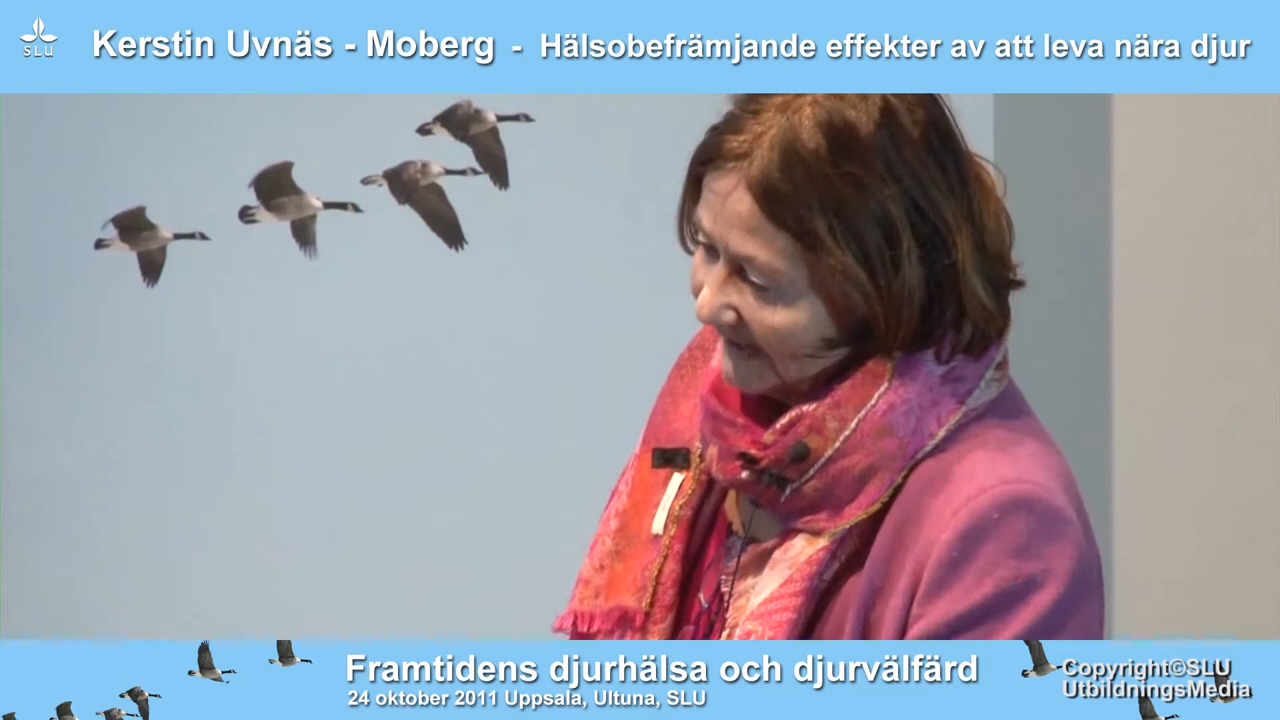 SLU
Kerstin Uvnäs - Moberg - Hälsobefrämjande effekter av att leva nära djur
Framtidens djurhälsa och djurvälfärd
24 oktober 2011 Uppsala, Ultuna, SLU
Copyright©SLU
UtbildningsMedia